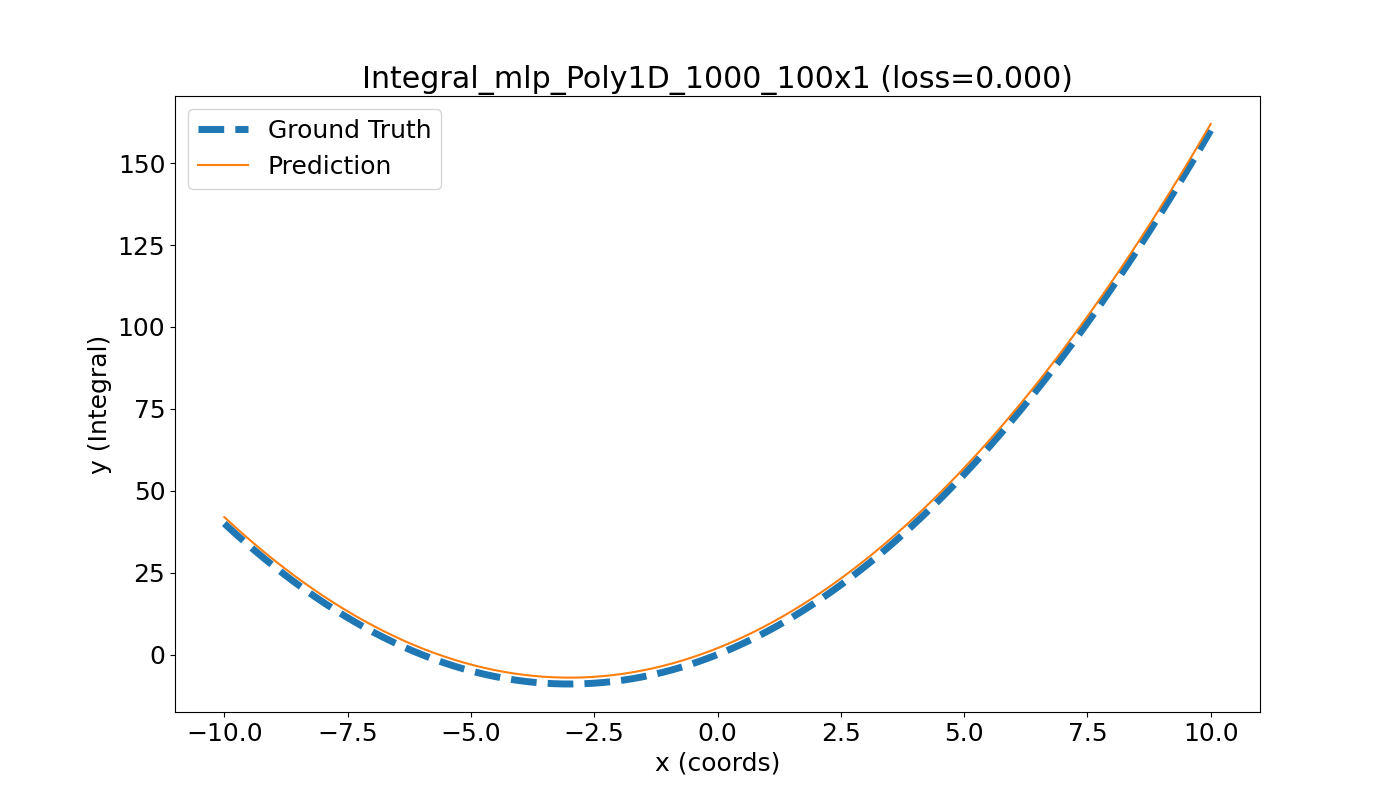 Integral_mlp_Poly1D_1000_100x1 (loss=0.000)
Ground Truth
Prediction
150
125
100
75
50
25
0
y (Integral)
−10.0 −7.5 −5.0 −2.5 0.0 2.5 5.0 7.5 10.0
x (coords)